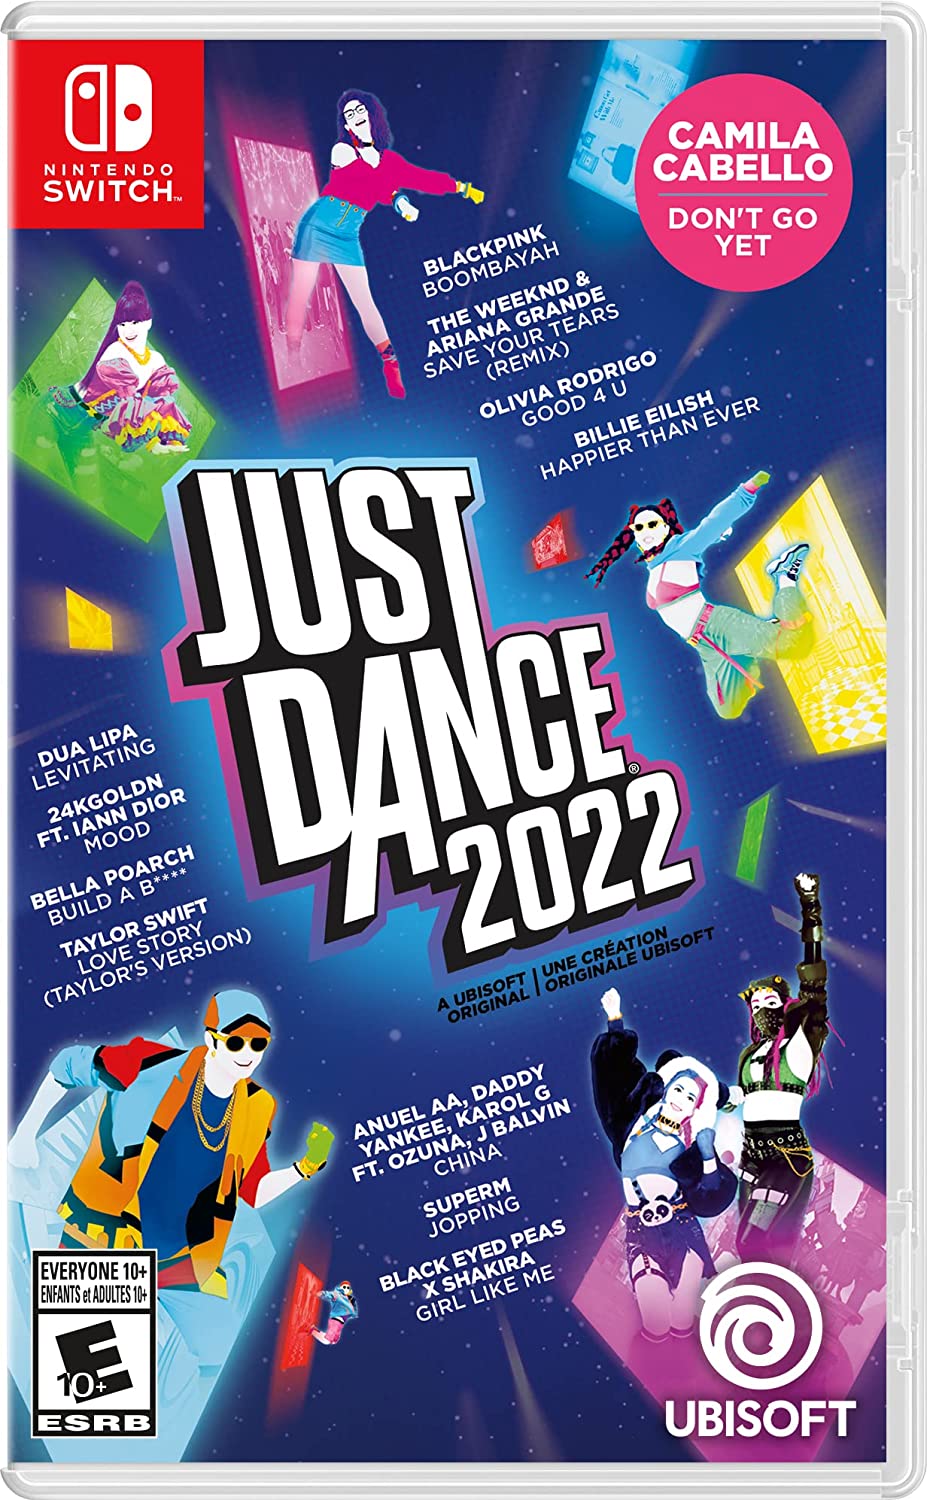 NINTENDO
SWITCH™
CAMILA
CABELLO
DON'T GO
YET
BLACKPINK
BOOMBAYAH
THE WEEKND &
ARIANA GRANDE
SAVE YOUR TEARS
(REMIX)
OLIVIA RODRIGO
GOOD 4 U
BILLIE EILISH
HAPPIER THAN EVER
JUST
DANCE®
2022
A UBISOFT
ORIGINAL
UNE CRÉATION
ORIGINALE UBISOFT
DUA LIPA
LEVITATING
24KGOLDN
FT. IANN DIOR
MOOD
BELLA POARCH
BUILD A B****
TAYLOR SWIFT
LOVE STORY
(TAYLOR'S VERSION)
ANUEL AA, DADDY
YANKEE, KAROL G
FT. OZUNA, J BALVIN
CHINA
SUPERM
JOPPING
BLACK EYED PEAS
X SHAKIRA
GIRL LIKE ME
EVERYONE 10+
ENFANTS et ADULTES 10+
E
10+
ESRB
UBISOFT